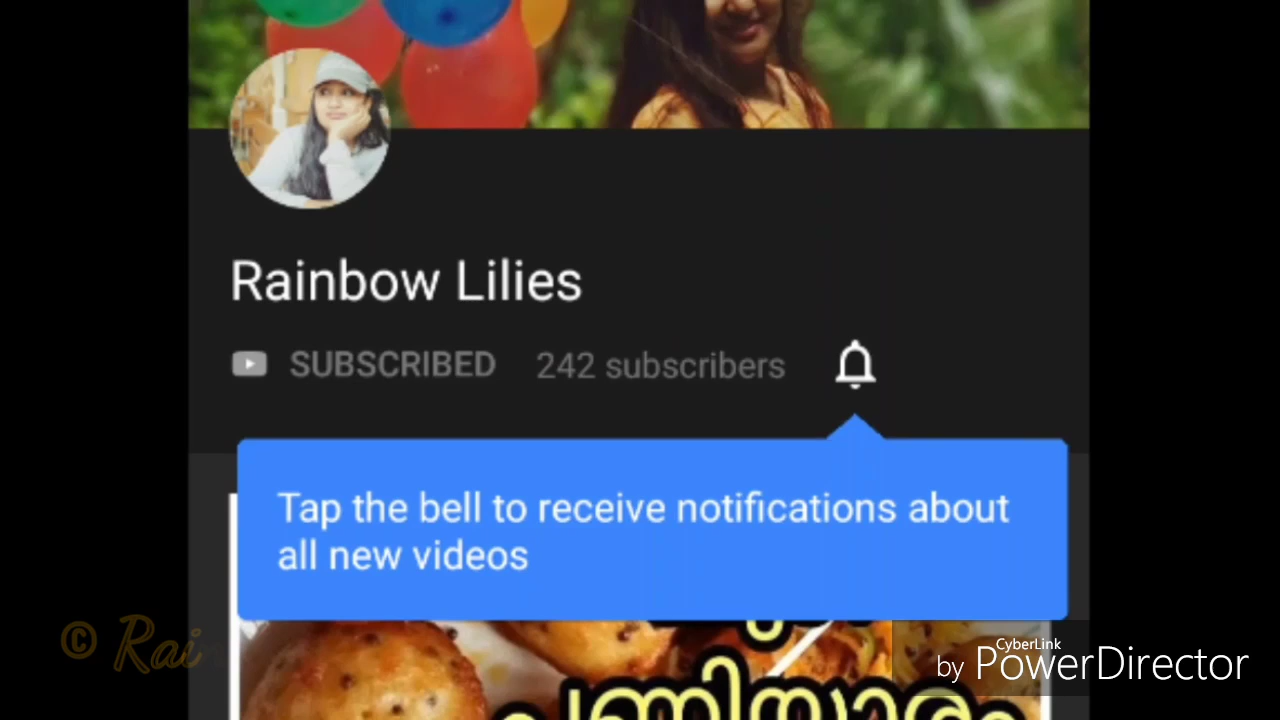 Rainbow Lilies
SUBSCRIBED 242 subscribers
Tap the bell to receive notifications about
all new videos
© Rai
CyberLink
by PowerDirector